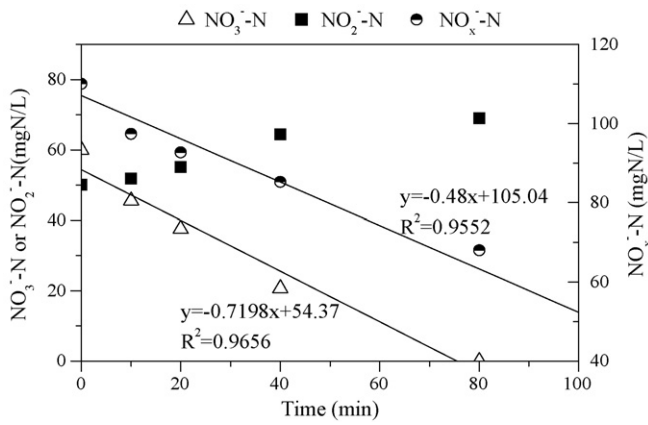 NO₃⁻-N NO₂⁻-N NOₓ⁻-N
NO₃⁻-N or NO₂⁻-N(mgN/L)
80
60
40
20
0
y=-0.48x+105.04
R²=0.9552
y=-0.7198x+54.37
R²=0.9656
120
100
80
60
40
NOₓ⁻-N (mgN/L)
0 20 40 60 80 100
Time (min)